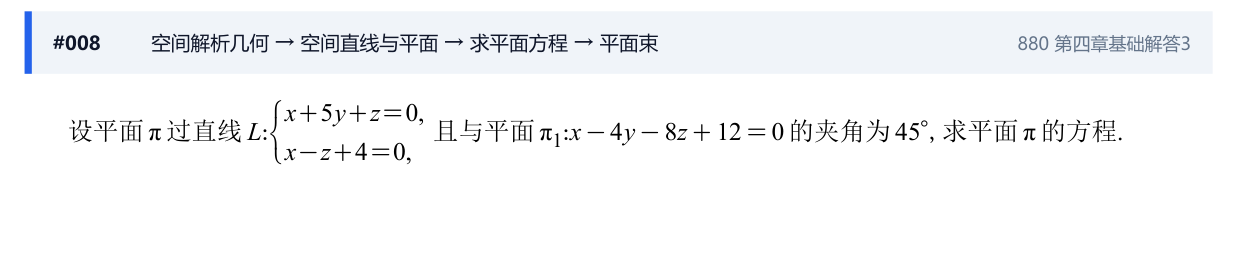 #008 空间解析几何 → 空间直线与平面 → 求平面方程 → 平面束 880 第四章基础解答3
设平面 π 过直线 L:{x+5y+z=0, x−z+4=0, 且与平面 π₁:x−4y−8z+12=0 的夹角为 45°, 求平面 π 的方程.